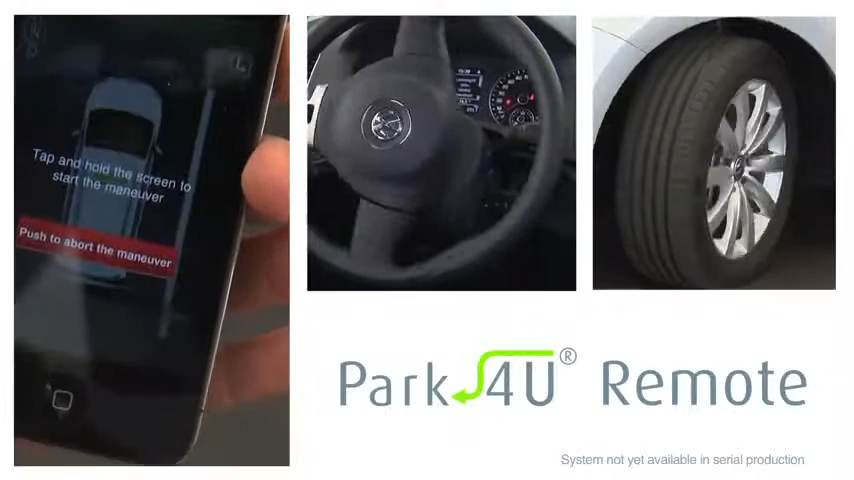 Tap and hold the screen to
start the maneuver
Push to abort the maneuver
Park4U® Remote
System not yet available in serial production